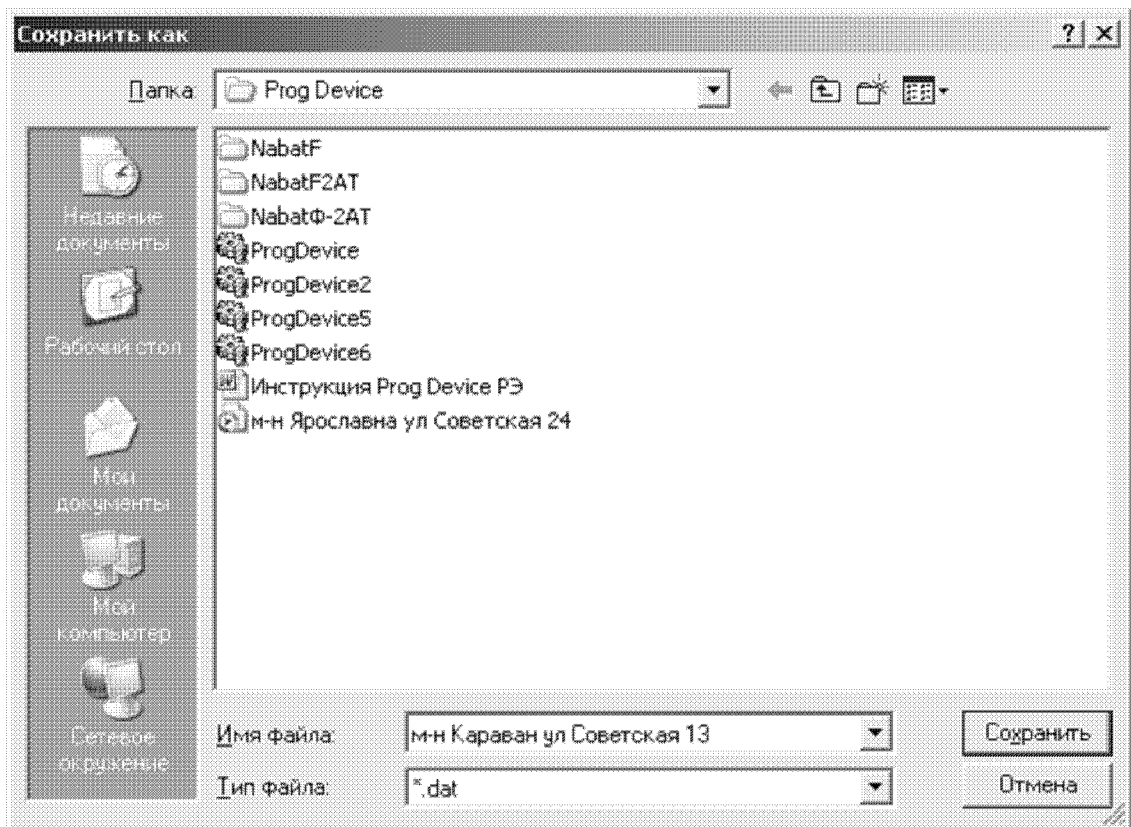 Сохранить как
Папка: Prog Device
NabatF
NabatF2AT
NabatФ-2АТ
ProgDevice
ProgDevice2
ProgDevice5
ProgDevice6
Инструкция Prog Device РЭ
м-н Ярославна ул Советская 24
Недавние
документы
Рабочий стол
Мои
документы
Мой
компьютер
Сетевое
окружение
Имя файла: м-н Караван ул Советская 13 Сохранить
Тип файла: *.dat Отмена